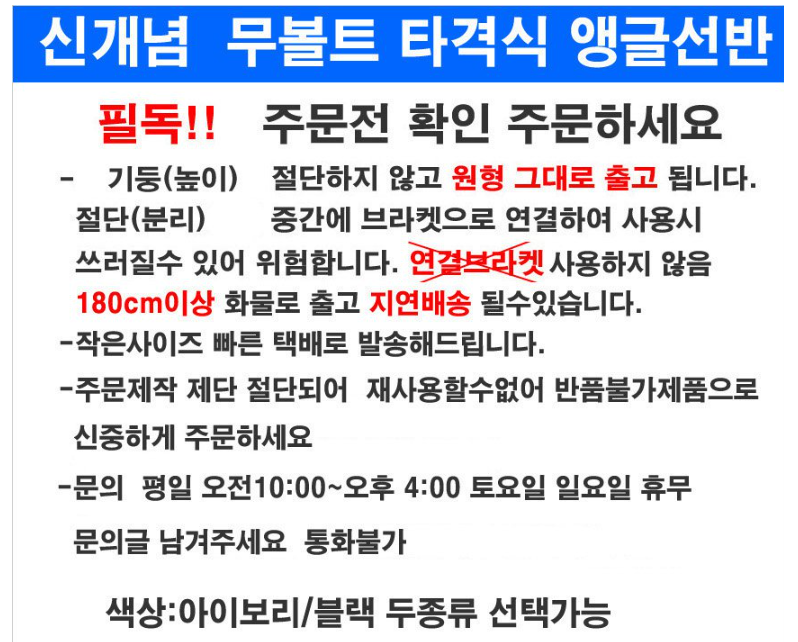 신개념 무볼트 타격식 앵글선반
필독!! 주문전 확인 주문하세요
- 기둥(높이) 절단하지 않고 원형 그대로 출고 됩니다.
절단(분리) 중간에 브라켓으로 연결하여 사용시
쓰러질수 있어 위험합니다. 연결브라켓 사용하지 않음
180cm이상 화물로 출고 지연배송 될수있습니다.
-작은사이즈 빠른 택배로 발송해드립니다.
-주문제작 제단 절단되어 재사용할수없어 반품불가제품으로
신중하게 주문하세요
-문의 평일 오전10:00~오후 4:00 토요일 일요일 휴무
문의글 남겨주세요 통화불가
색상:아이보리/블랙 두종류 선택가능